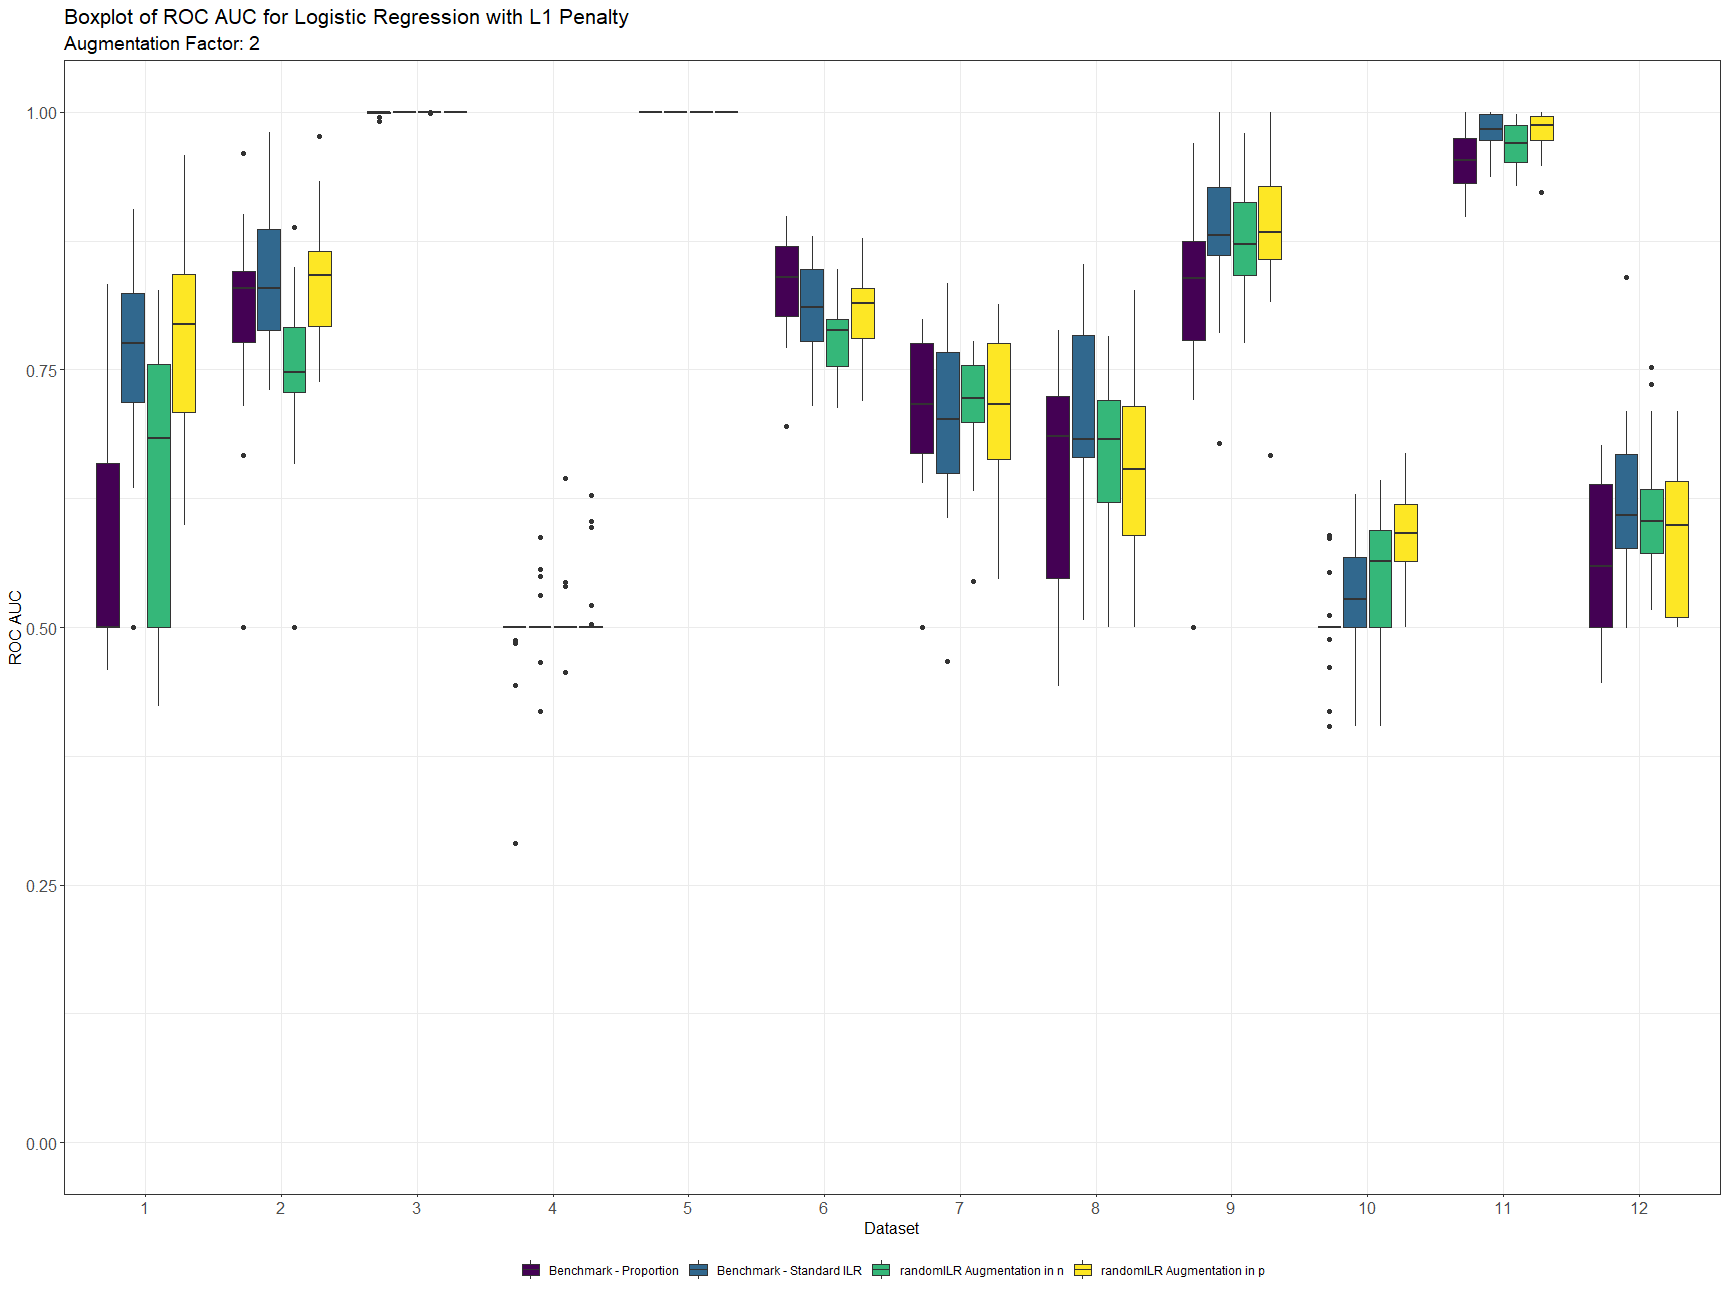 Boxplot of ROC AUC for Logistic Regression with L1 Penalty
Augmentation Factor: 2
1.00
0.75
0.50
0.25
0.00
ROC AUC
1 2 3 4 5 6 7 8 9 10 11 12
Dataset
Benchmark - Proportion Benchmark - Standard ILR randomILR Augmentation in n randomILR Augmentation in p